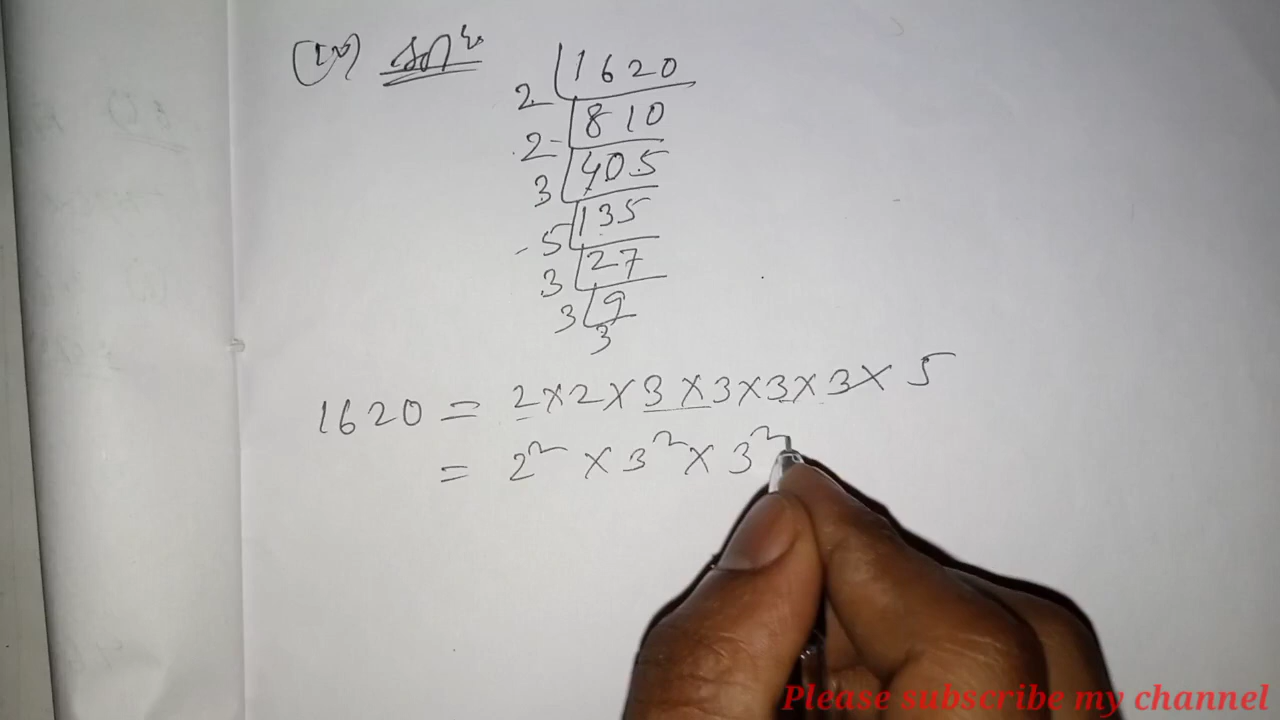 (iv) Solⁿ:
1620
2 810
2 405
3 135
5 27
3 9
3 3
1620 = 2×2×3×3×3×3×5
= 2² × 3² × 3²
Please subscribe my channel